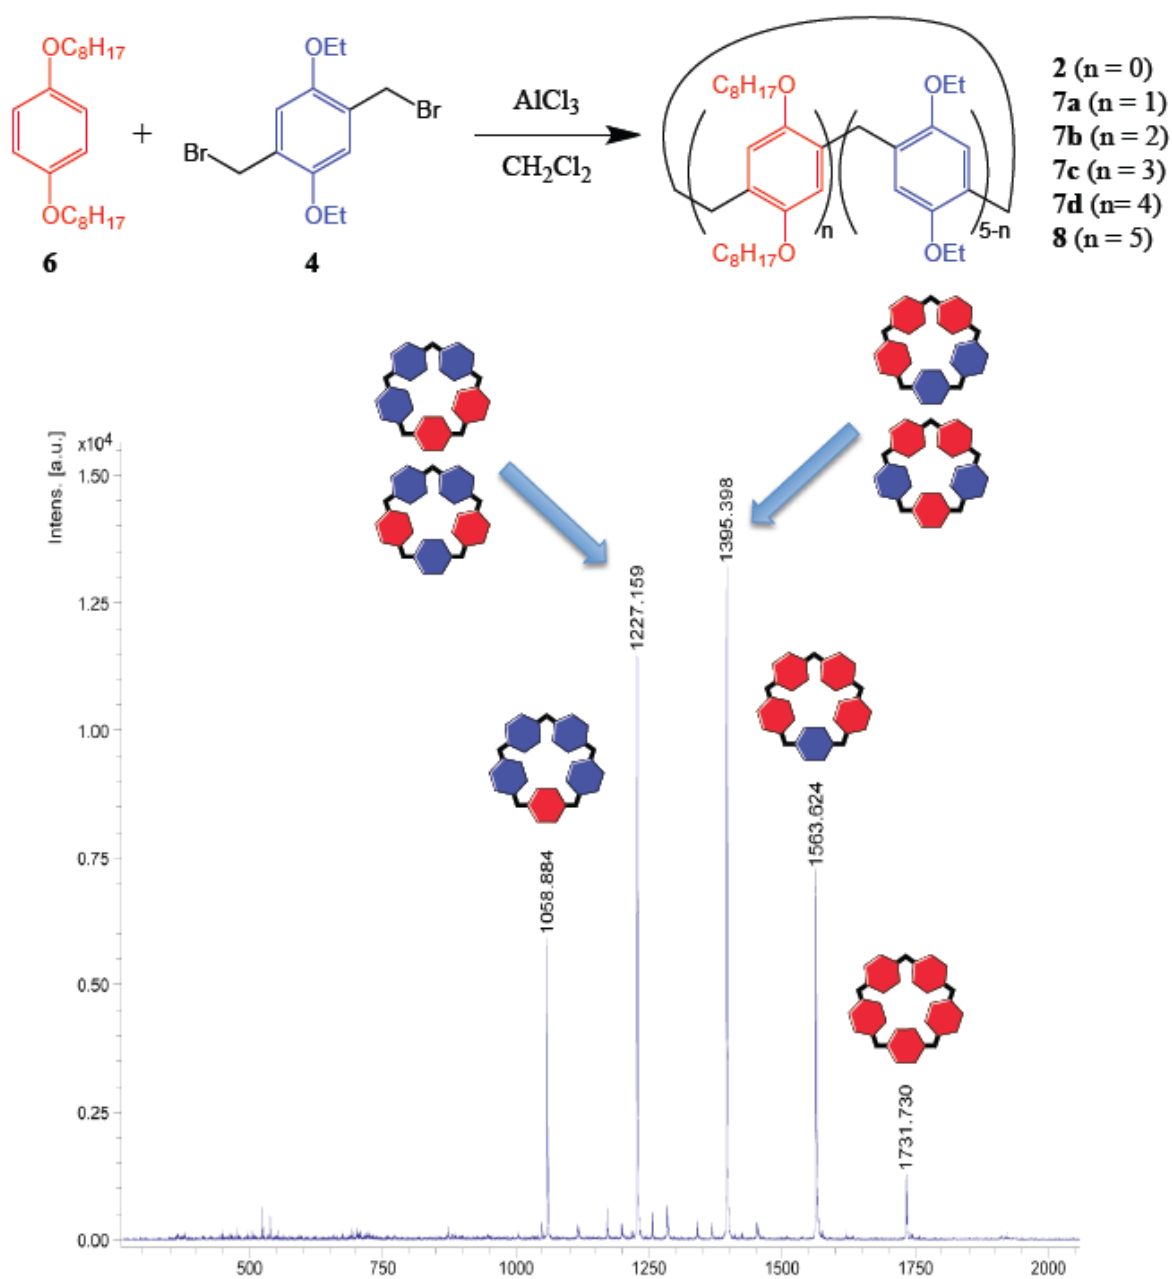 OC8H17
OC8H17
6
+
OEt
Br
Br
OEt
4
AlCl3
CH2Cl2
C8H17O
C8H17O
n
OEt
OEt
5-n
2 (n = 0)
7a (n = 1)
7b (n = 2)
7c (n = 3)
7d (n= 4)
8 (n = 5)
Intens. [a.u.]
x10^4
1.50
1.25
1.00
0.75
0.50
0.25
0.00
1058.884
1227.159
1395.398
1563.624
1731.730
500
750
1000
1250
1500
1750
2000